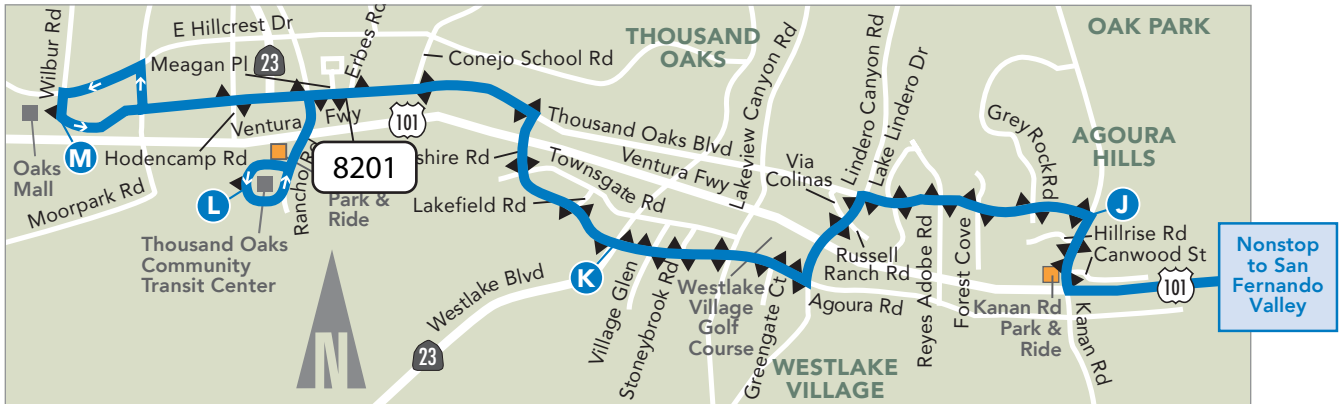 Wilbur Rd
E Hillcrest Dr
23
Meagan Pl
Erbes Rd
Conejo School Rd
THOUSAND
OAKS
Lakeview Canyon Rd
Lindero Canyon Rd
Lake Lindero Dr
OAK PARK
Oaks
Mall
M
Moorpark Rd
Hodencamp Rd
Ventura Fwy
101
L
Thousand Oaks
Community
Transit Center
Rancho Rd
8201
Park &
Ride
shire Rd
Lakefield Rd
Thousand Oaks Blvd
Townsgate Rd
Ventura Fwy
Via
Colinas
Grey Rock Rd
AGOURA
HILLS
J
Hillrise Rd
Canwood St
N
23
Westlake Blvd
K
Village Glen
Stoneybrook Rd
Westlake
Village
Golf
Course
Greengate Ct
WESTLAKE
VILLAGE
Agoura Rd
Russell
Ranch Rd
Reyes Adobe Rd
Forest Cove
Kanan Rd
Park &
Ride
Kanan Rd
101
Nonstop
to San
Fernando
Valley